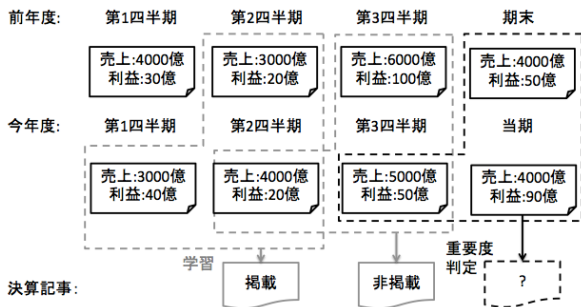 前年度: 第1四半期 第2四半期 第3四半期 期末
売上:4000億 売上:3000億 売上:6000億 売上:4000億
利益:30億 利益:20億 利益:100億 利益:50億
今年度: 第1四半期 第2四半期 第3四半期 当期
売上:3000億 売上:4000億 売上:5000億 売上:4000億
利益:40億 利益:20億 利益:50億 利益:90億
学習 重要度
判定
決算記事: 掲載 非掲載 ?